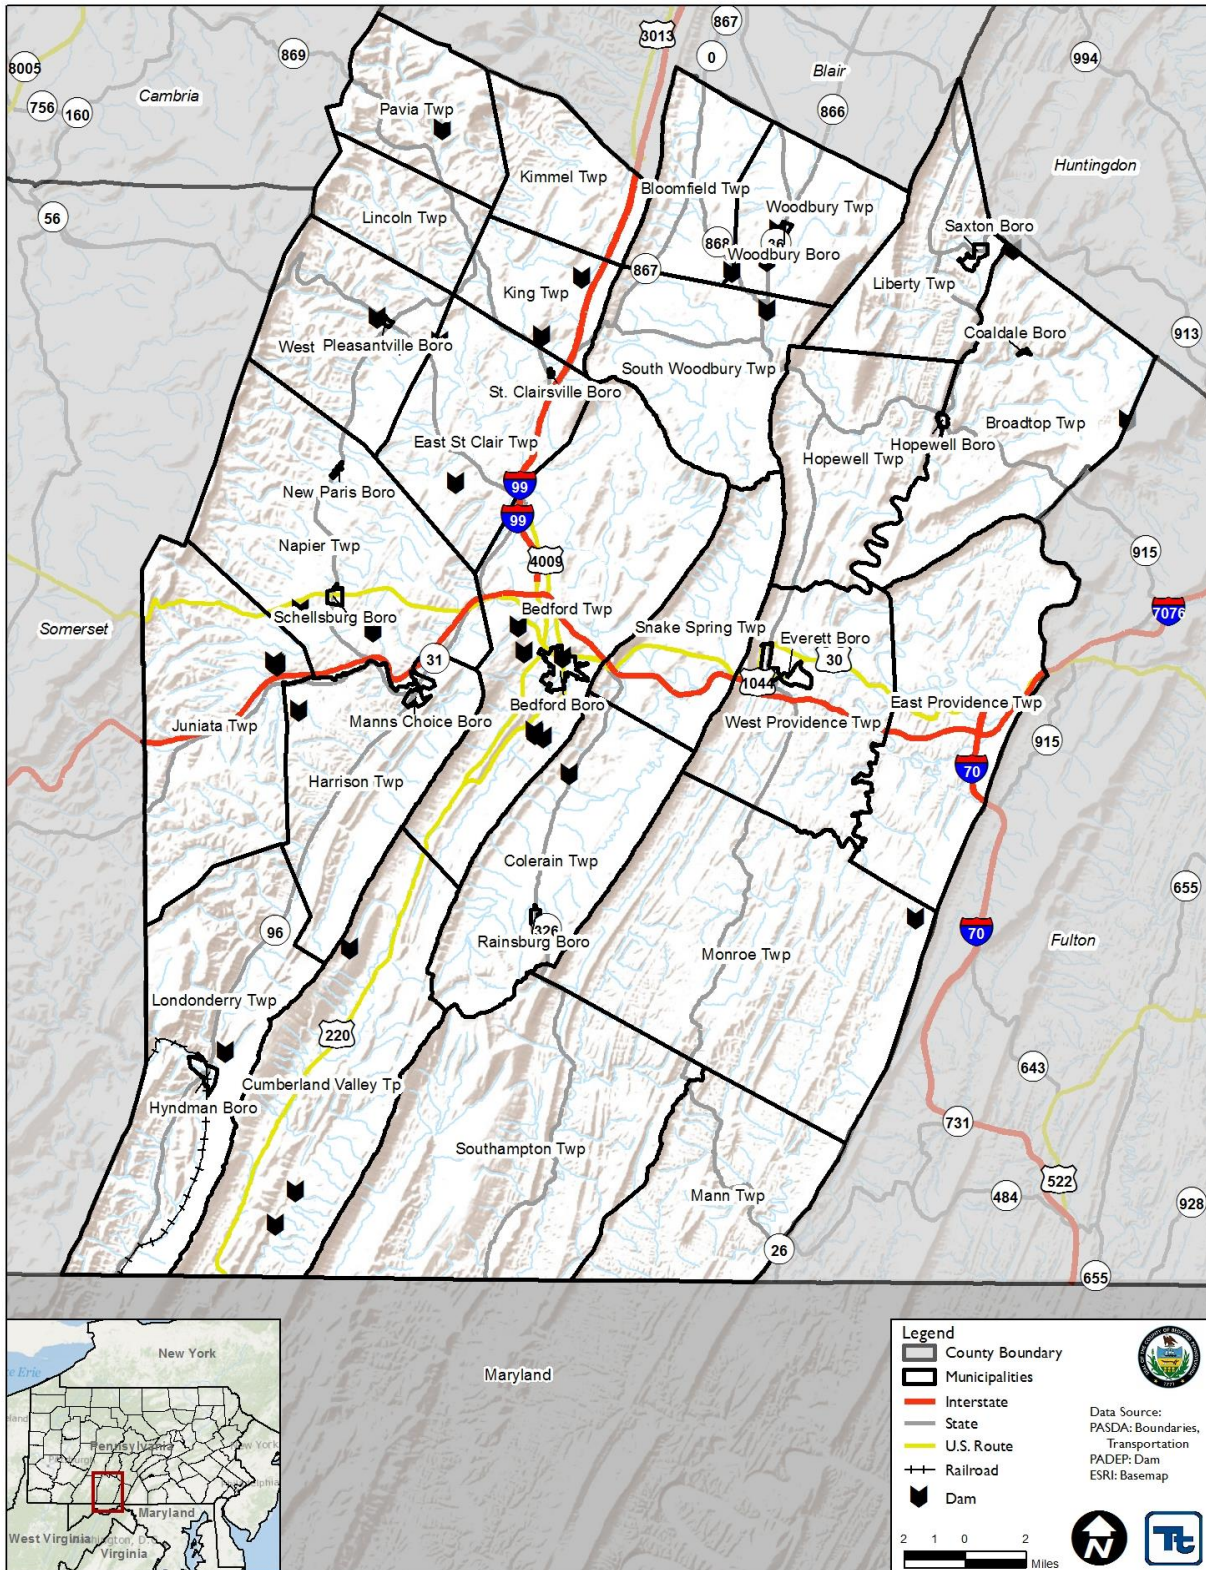 867
3013
869
0
Blair
994
8005
Cambria
756
160
866
Pavia Twp
Huntingdon
Kimmel Twp
Bloomfield Twp
Woodbury Twp
56
Lincoln Twp
Saxton Boro
868
36
Woodbury Boro
867
King Twp
Liberty Twp
Coaldale Boro
913
West Pleasantville Boro
South Woodbury Twp
St. Clairsville Boro
East St Clair Twp
Broadtop Twp
Hopewell Boro
Hopewell Twp
99
New Paris Boro
99
Napier Twp
4009
915
Bedford Twp
7076
Schellsburg Boro
Somerset
Snake Spring Twp
Everett Boro
31
30
1044
Bedford Boro
East Providence Twp
Juniata Twp
Manns Choice Boro
West Providence Twp
915
70
Harrison Twp
Colerain Twp
655
326
96
Rainsburg Boro
70
Fulton
Monroe Twp
Londonderry Twp
220
643
Cumberland Valley Tp
Hyndman Boro
731
Southampton Twp
522
Mann Twp
484
928
26
655
Maryland
New York
Pennsylvania
New York
Maryland
West Virginia
Virginia
Legend
County Boundary
Municipalities
Interstate
State
U.S. Route
Railroad
Dam
Data Source:
PASDA: Boundaries,
Transportation
PADEP: Dam
ESRI: Basemap
2 1 0 2
Miles
N
Tt